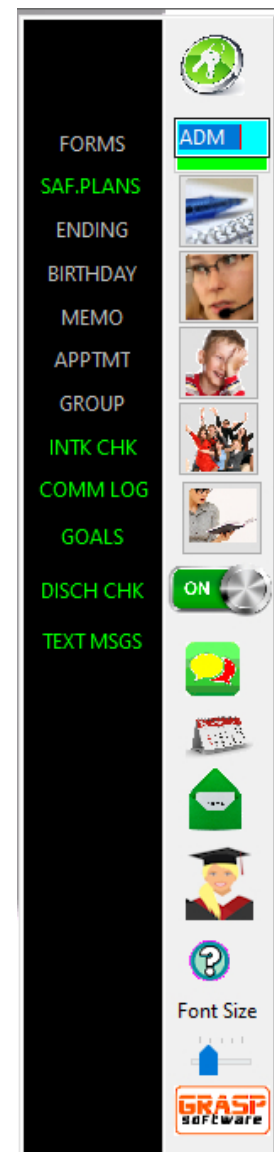 FORMS
SAF.PLANS
ENDING
BIRTHDAY
MEMO
APPTMT
GROUP
INTK CHK
COMM LOG
GOALS
DISCH CHK
TEXT MSGS
ADM
ON
Font Size
GRASP
software